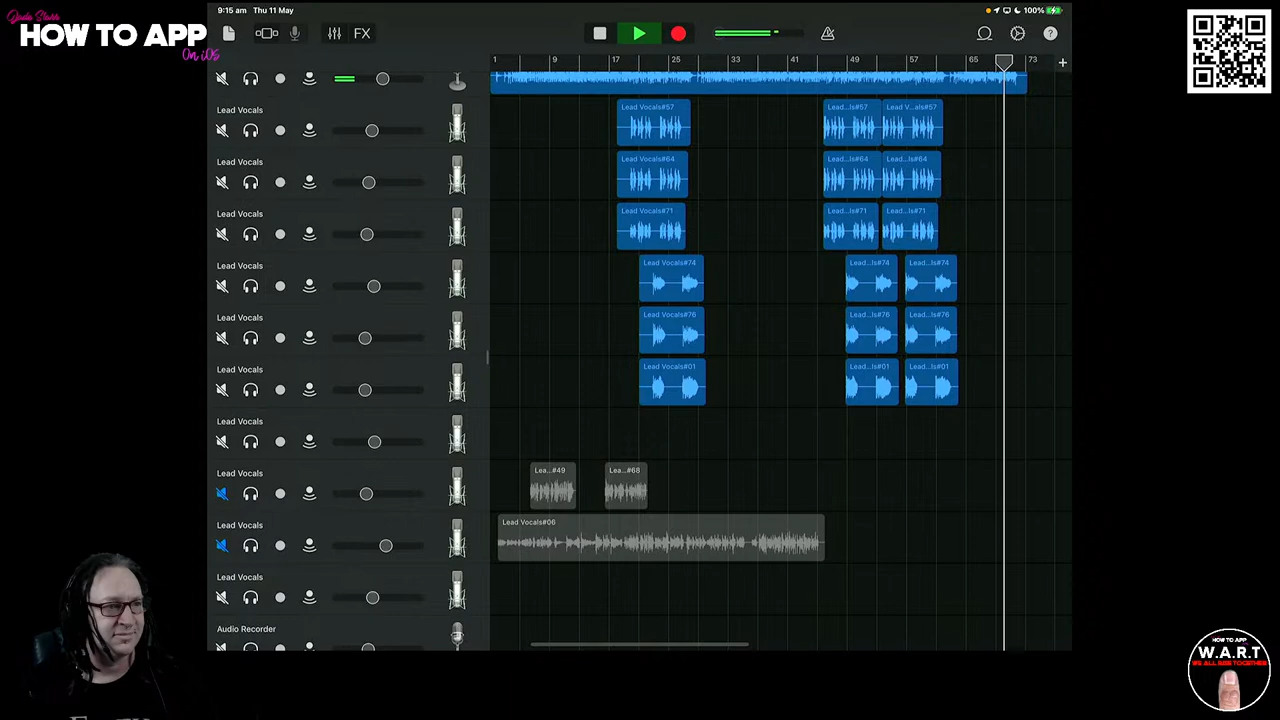 Jade Starr
HOW TO APP
On iOS
9:15 am Thu 11 May
100%
FX
1 9 17 25 33 41 49 57 65 73
Lead Vocals
Lead Vocals#57
Lead...ls#57
Lead V...als#57
Lead Vocals
Lead Vocals#64
Lead...ls#64
Lead...ls#64
Lead Vocals
Lead Vocals#71
Lead...ls#71
Lead...ls#71
Lead Vocals
Lead Vocals#74
Lead...ls#74
Lead...ls#74
Lead Vocals
Lead Vocals#76
Lead...ls#76
Lead...ls#76
Lead Vocals
Lead Vocals#01
Lead...ls#01
Lead...ls#01
Lead Vocals
Lead Vocals
Lea...#49
Lea...#68
Lead Vocals
Lead Vocals#06
Lead Vocals
Audio Recorder
HOW TO APP
W.A.R.T
WE ALL RISE TOGETHER